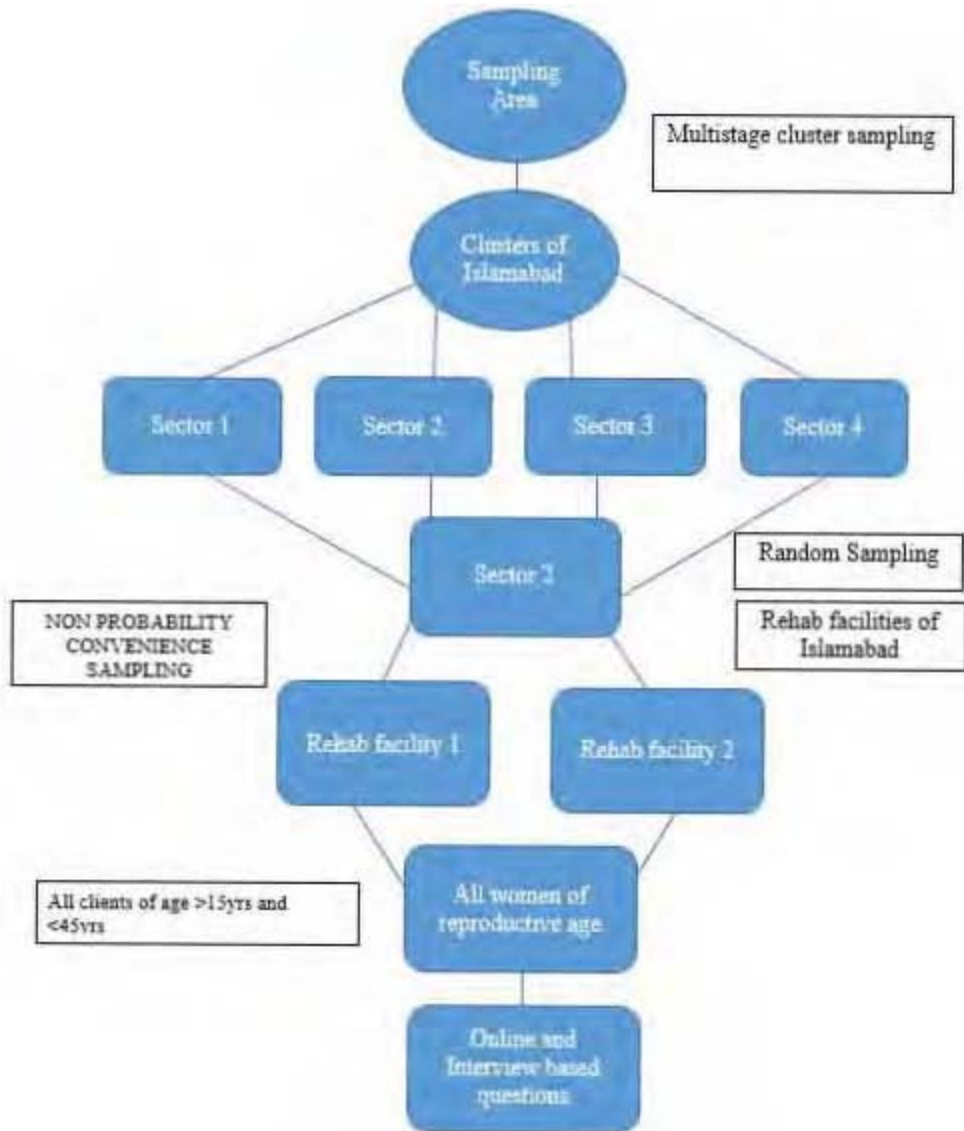 Sampling
Area
Multistage cluster sampling
Clusters of
Islamabad
Sector 1
Sector 2
Sector 3
Sector 4
Sector 2
Random Sampling
NON PROBABILITY
CONVENIENCE
SAMPLING
Rehab facilities of
Islamabad
Rehab facility 1
Rehab facility 2
All clients of age >15yrs and
<45yrs
All women of
reproductive age
Online and
Interview based
questions